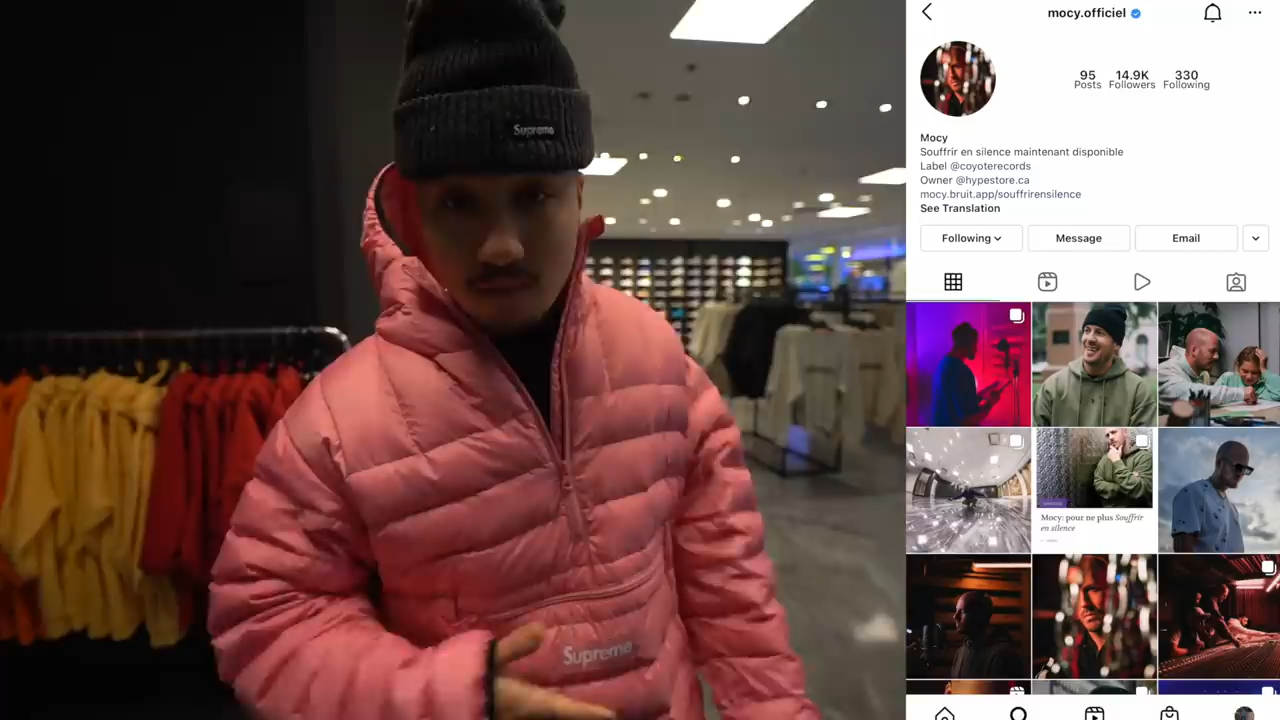 Supreme
Supreme
mocy.officiel
95
Posts
14.9K
Followers
330
Following
Mocy
Souffrir en silence maintenant disponible
Label @coyoterecords
Owner @hypestore.ca
mocy.bruit.app/souffrirensilence
See Translation
Following
Message
Email
Mocy: pour ne plus Souffrir
en silence